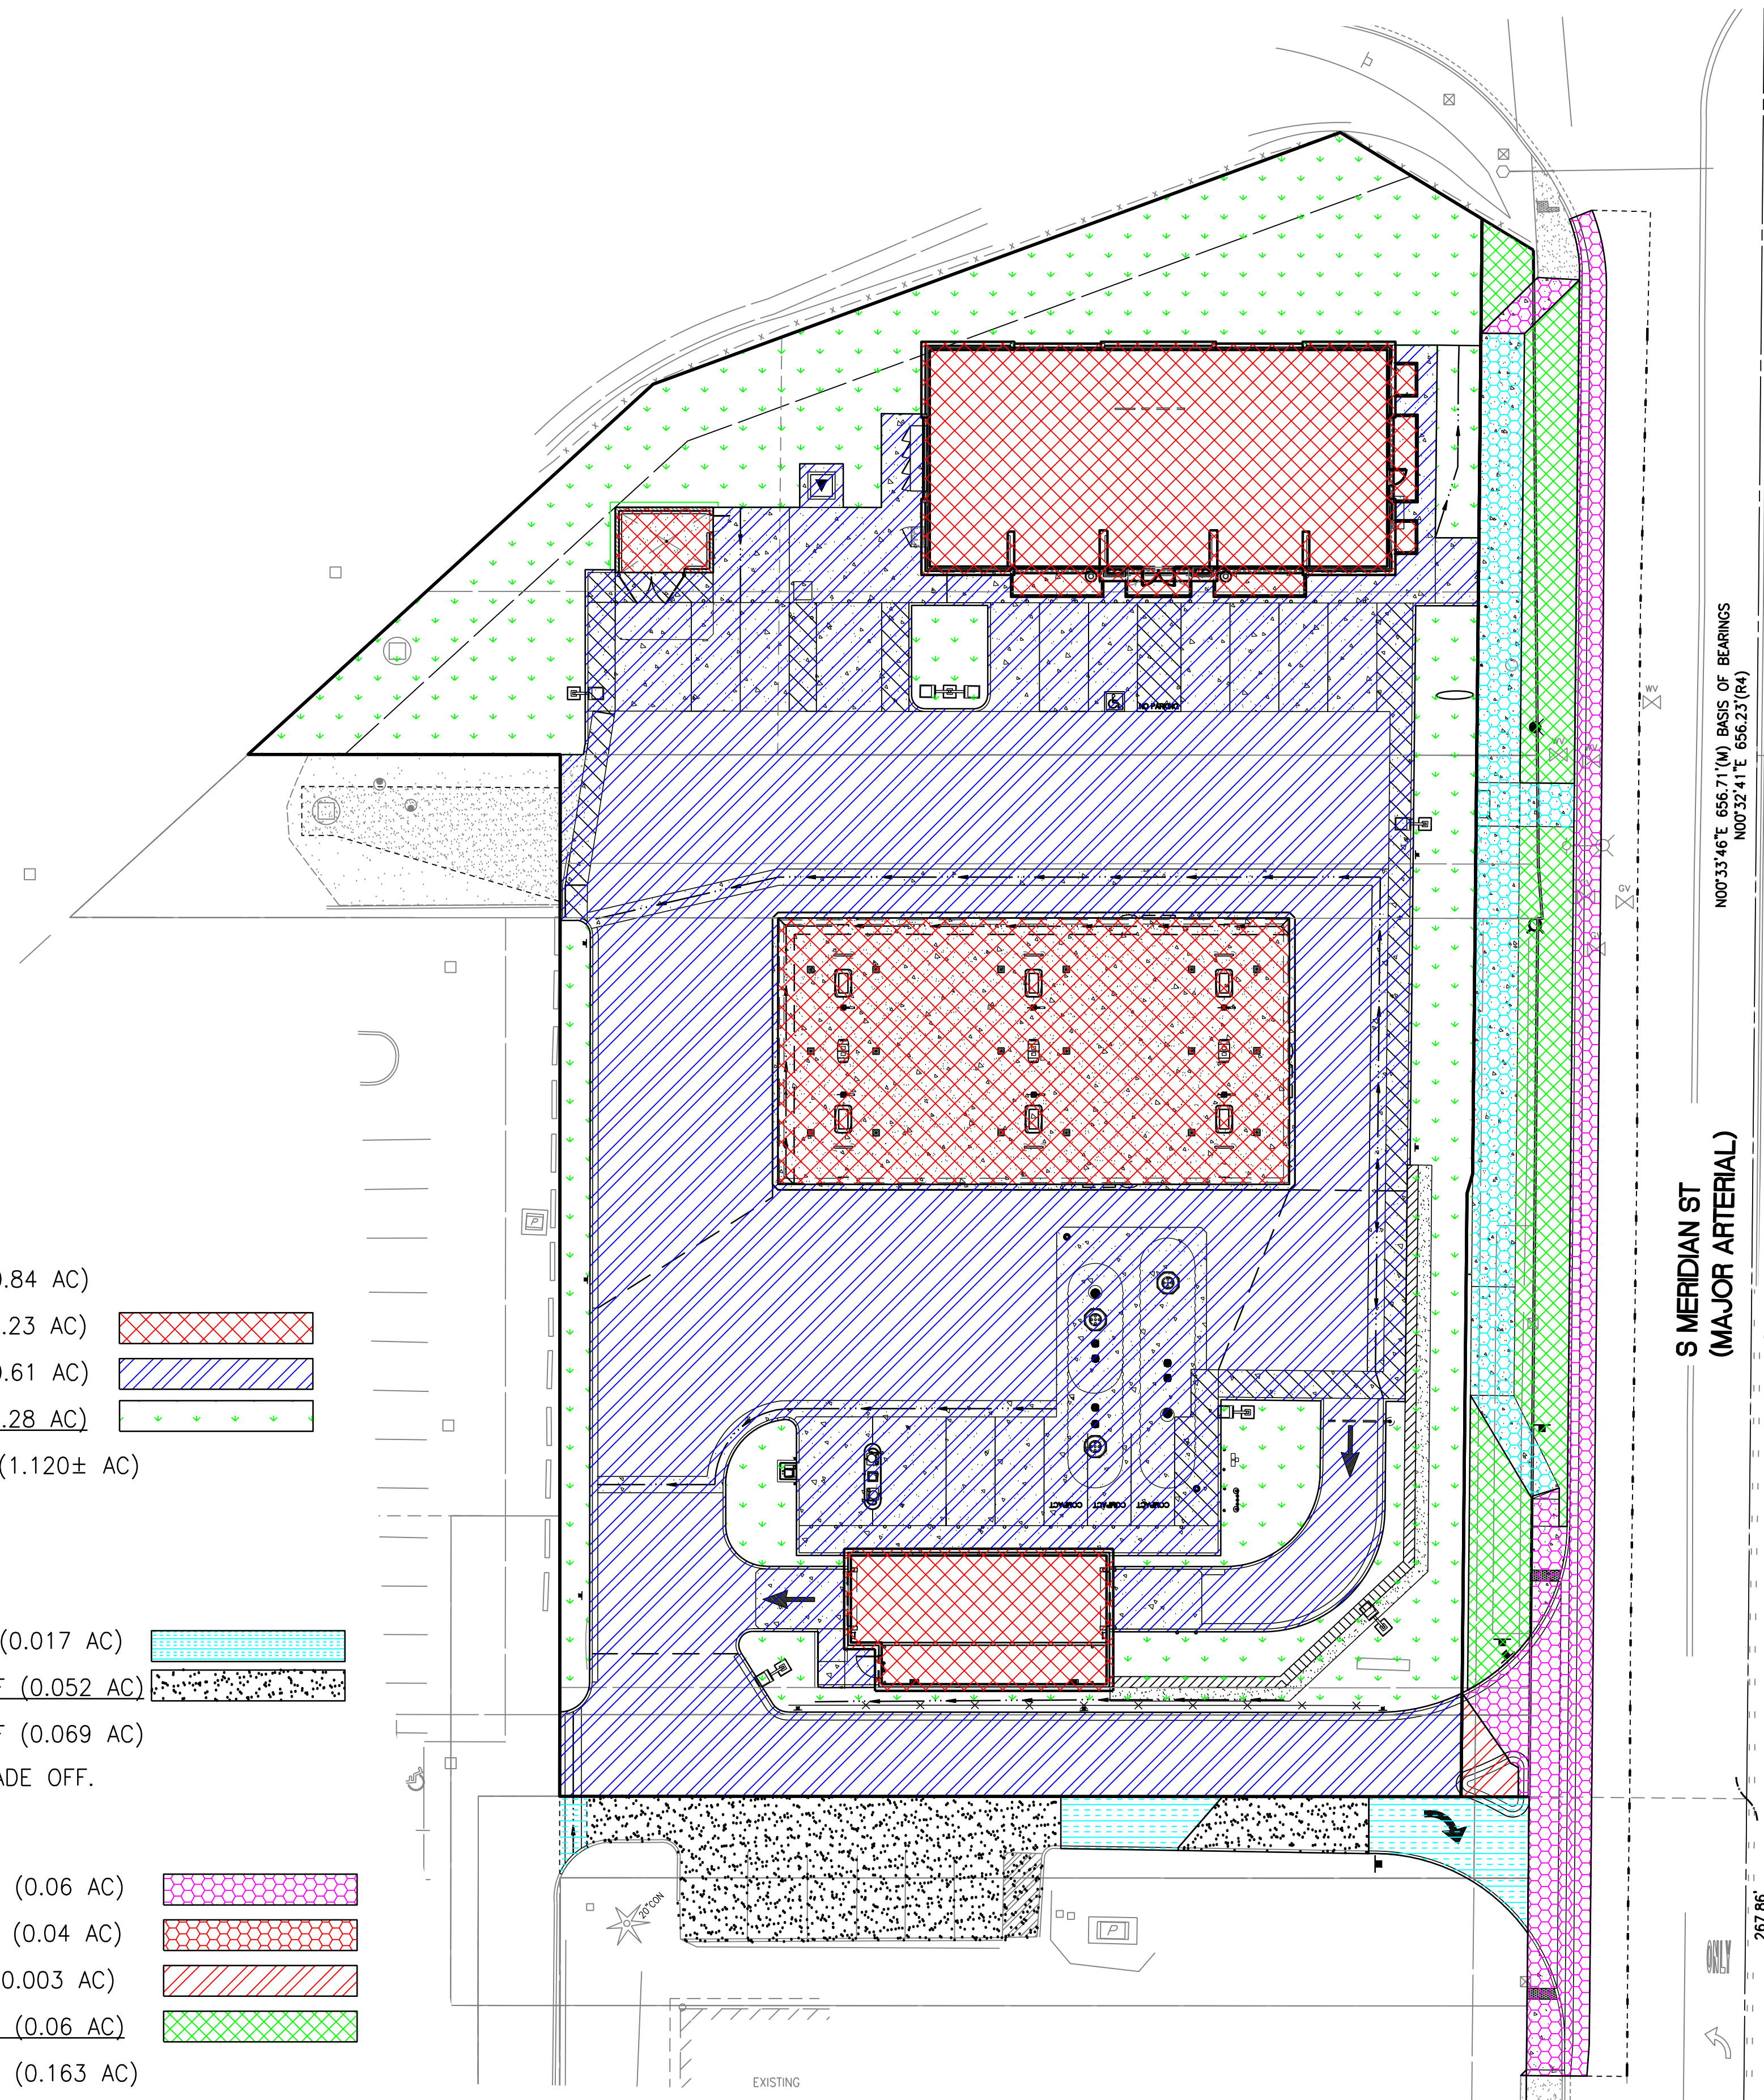 .84 AC)
.23 AC)
.61 AC)
.28 AC)
(1.120± AC)
(0.017 AC)
(0.052 AC)
(0.069 AC)
ADE OFF.
(0.06 AC)
(0.04 AC)
0.003 AC)
(0.06 AC)
(0.163 AC)
NO PARKING
COMPACT
COMPACT
COMPACT
WV
WV
GV
P
P
20"CON
EXISTING
S MERIDIAN ST
(MAJOR ARTERIAL)
N00°33'46"E 656.71'(M) BASIS OF BEARINGS
N00°32'41"E 656.23'(R4)
267.86'
ONLY